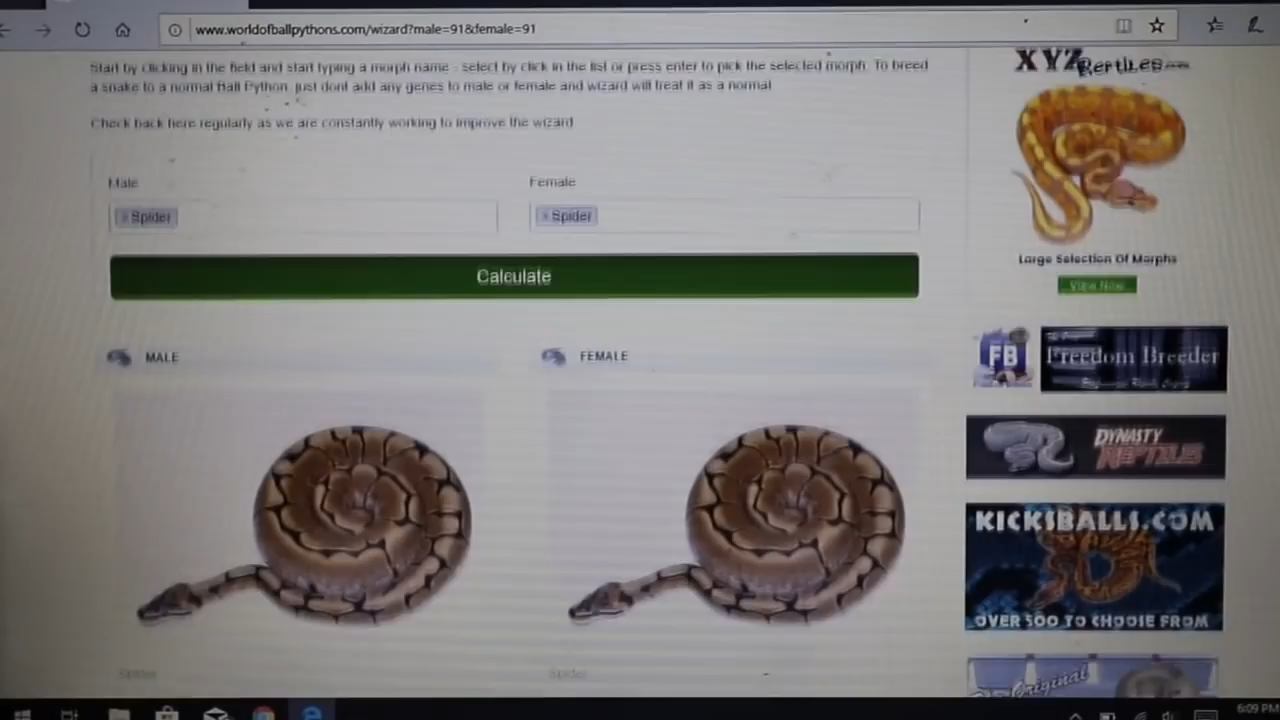 www.worldofballpythons.com/wizard?male=91&female=91
Start by clicking in the field and start typing a morph name - select by click in the list or press enter to pick the selected morph. To breed
a snake to a normal Ball Python, just dont add any genes to male or female and wizard will treat it as a normal
Check back here regularly as we are constantly working to improve the wizard
Male
Female
× Spider
× Spider
Calculate
MALE
FEMALE
Spider
Spider
XYZ Reptiles.com
Large Selection Of Morphs
View Now
FB
Freedom Breeder
DYNASTY
REPTILES
KICKSBALLS.COM
OVER 500 TO CHOOSE FROM
Original
6:09 PM